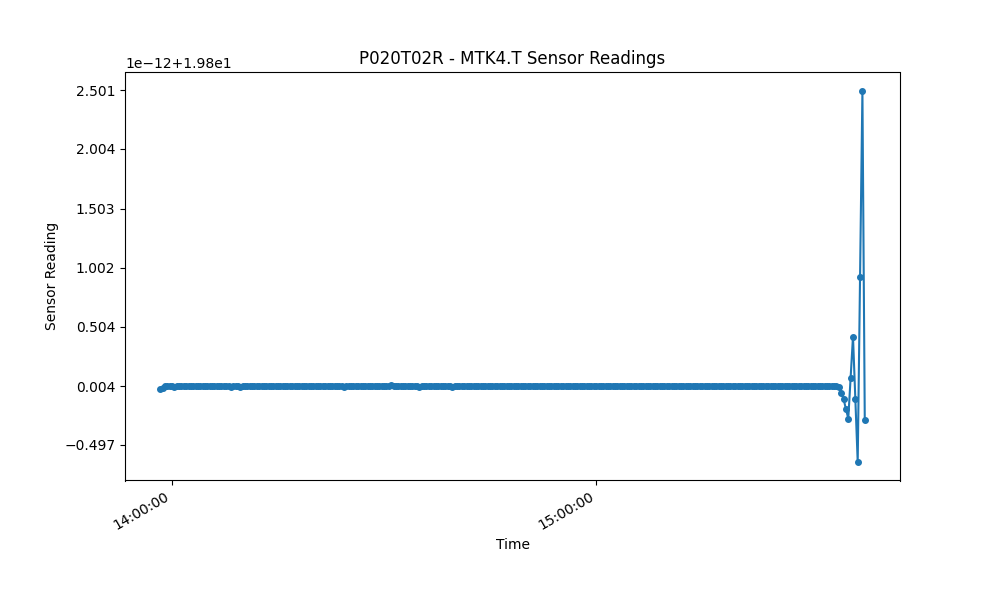 P020T02R - MTK4.T Sensor Readings
1e−12+1.98e1
2.501
2.004
1.503
1.002
0.504
0.004
−0.497
Sensor Reading
14:00:00
15:00:00
Time